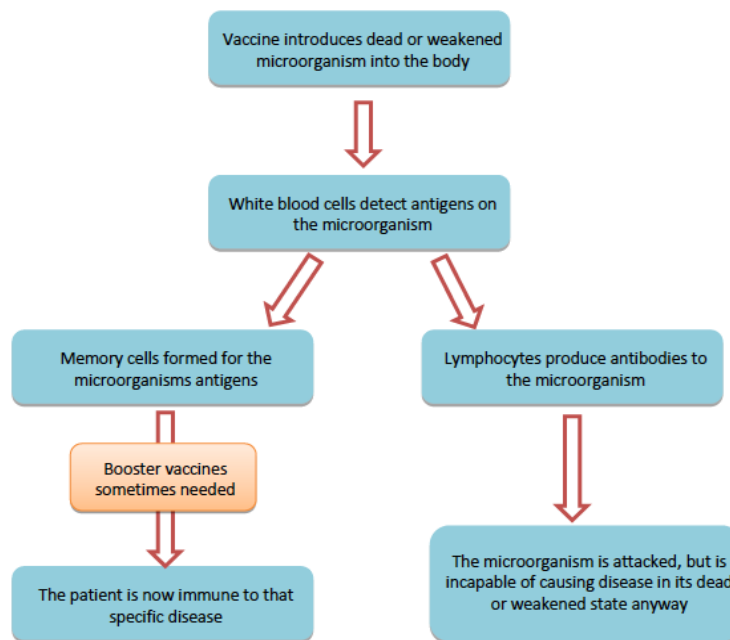 Vaccine introduces dead or weakened
microorganism into the body
White blood cells detect antigens on
the microorganism
Memory cells formed for the
microorganisms antigens
Lymphocytes produce antibodies to
the microorganism
Booster vaccines
sometimes needed
The patient is now immune to that
specific disease
The microorganism is attacked, but is
incapable of causing disease in its dead
or weakened state anyway